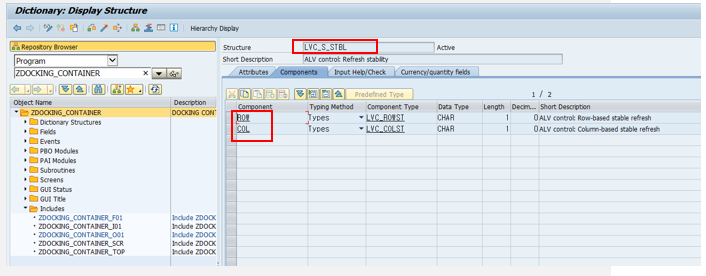 Dictionary: Display Structure
Hierarchy Display
Repository Browser
Program
ZDOCKING_CONTAINER
Object Name Description
ZDOCKING_CONTAINER DOCKING CONT
Dictionary Structures
Fields
Events
PBO Modules
PAI Modules
Subroutines
Screens
GUI Status
GUI Title
Includes
ZDOCKING_CONTAINER_F01 Include ZDOCK
ZDOCKING_CONTAINER_I01 Include ZDOCK
ZDOCKING_CONTAINER_O01 Include ZDOCK
ZDOCKING_CONTAINER_SCR Include ZDOCK
ZDOCKING_CONTAINER_TOP Include ZDOCK
Structure LVC_S_STBL Active
Short Description ALV control: Refresh stability
Attributes Components Input Help/Check Currency/quantity fields
Predefined Type 1 / 2
Component Typing Method Component Type Data Type Length Decim... Short Description
ROW Types LVC_ROWST CHAR 1 0 ALV control: Row-based stable refresh
COL Types LVC_COLST CHAR 1 0 ALV control: Column-based stable refresh